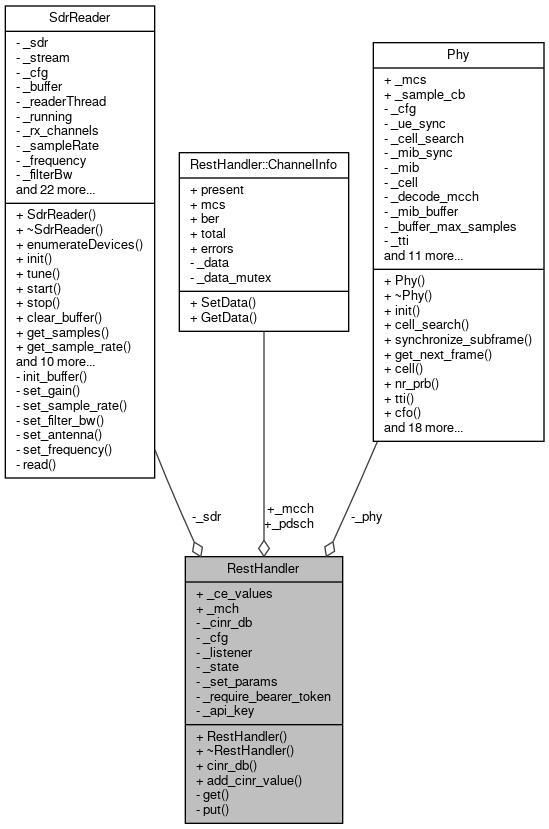 SdrReader
- _sdr
- _stream
- _cfg
- _buffer
- _readerThread
- _running
- _rx_channels
- _sampleRate
- _frequency
- _filterBw
and 22 more...
+ SdrReader()
+ ~SdrReader()
+ enumerateDevices()
+ init()
+ tune()
+ start()
+ stop()
+ clear_buffer()
+ get_samples()
+ get_sample_rate()
and 10 more...
- init_buffer()
- set_gain()
- set_sample_rate()
- set_filter_bw()
- set_antenna()
- set_frequency()
- read()
RestHandler::ChannelInfo
+ present
+ mcs
+ ber
+ total
+ errors
- _data
- _data_mutex
+ SetData()
+ GetData()
Phy
+ _mcs
+ _sample_cb
- _cfg
- _ue_sync
- _cell_search
- _mib_sync
- _mib
- _cell
- _decode_mcch
- _mib_buffer
- _buffer_max_samples
- _tti
and 11 more...
+ Phy()
+ ~Phy()
+ init()
+ cell_search()
+ synchronize_subframe()
+ get_next_frame()
+ cell()
+ nr_prb()
+ tti()
+ cfo()
and 18 more...
-_sdr
+_mcch
+_pdsch
-_phy
RestHandler
+ _ce_values
+ _mch
- _cinr_db
- _cfg
- _listener
- _state
- _set_params
- _require_bearer_token
- _api_key
+ RestHandler()
+ ~RestHandler()
+ cinr_db()
+ add_cinr_value()
- get()
- put()